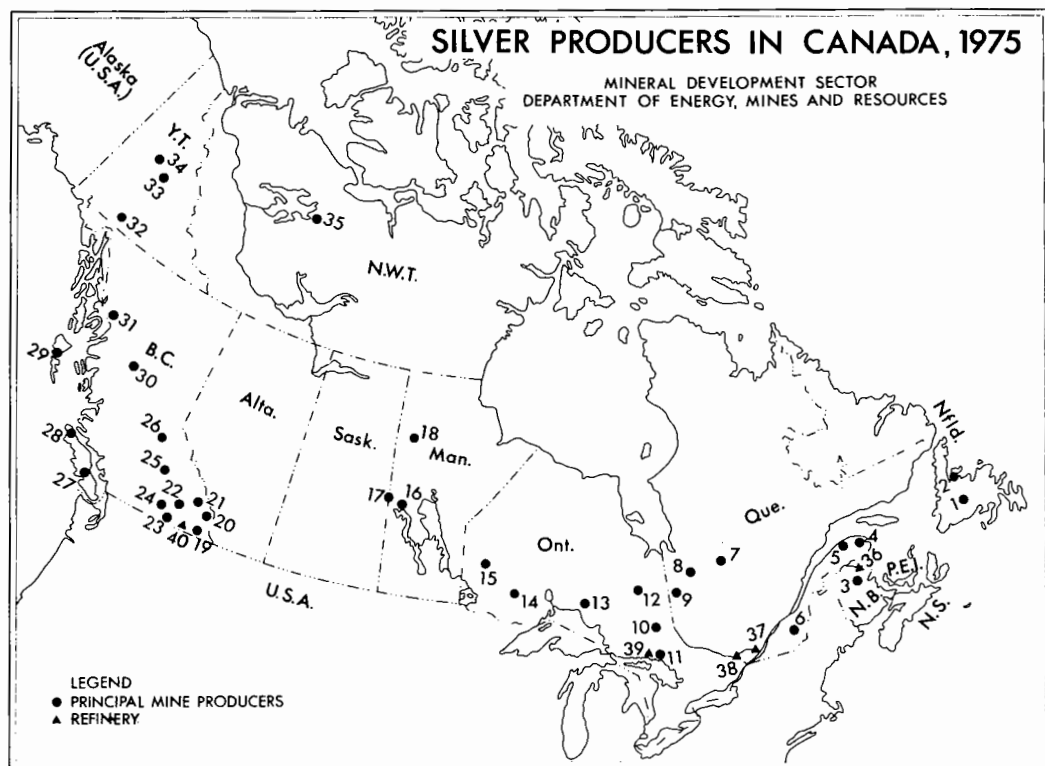 SILVER PRODUCERS IN CANADA, 1975
MINERAL DEVELOPMENT SECTOR
DEPARTMENT OF ENERGY, MINES AND RESOURCES
Alaska
(U.S.A.)
Y.T.
34
33
32
35
N.W.T.
31
29
B.C.
30
Alta.
Sask.
Man.
18
28
26
25
27
24
22
21
23
40
19
20
17
16
U.S.A.
Ont.
15
14
13
12
10
39
11
8
9
7
Que.
Nfld.
2
1
5
4
36
3
P.E.I.
N.B.
N.S.
6
37
38
LEGEND
PRINCIPAL MINE PRODUCERS
REFINERY